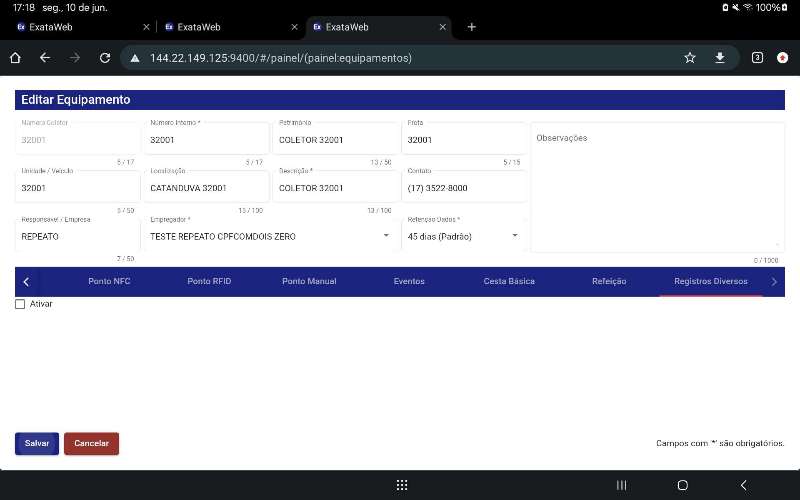 17:18 seg., 10 de jun. 100%
ExataWeb ExataWeb ExataWeb
144.22.149.125:9400/#/painel/(painel:equipamentos) 3
Editar Equipamento
Número Coletor Número Interno * Patrimônio Frota
32001 32001 COLETOR 32001 32001 Observações
5 / 17 5 / 17 13 / 50 5 / 15
Unidade / Veículo Localização Descrição * Contato
32001 CATANDUVA 32001 COLETOR 32001 (17) 3522-8000
5 / 50 15 / 100 13 / 100
Responsável / Empresa Empregador * Retenção Dados *
REPEATO TESTE REPEATO CPFCOMDOIS ZERO 45 dias (Padrão)
7 / 50 0 / 1000
Ponto NFC Ponto RFID Ponto Manual Eventos Cesta Básica Refeição Registros Diversos
Ativar
Salvar Cancelar Campos com '*' são obrigatórios.